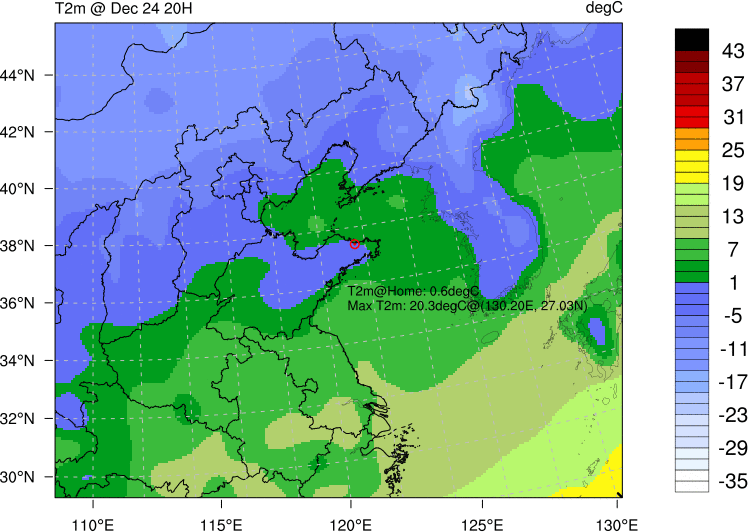 T2m @ Dec 24 20H
degC
44°N
42°N
40°N
38°N
36°N
34°N
32°N
30°N
110°E
115°E
120°E
125°E
130°E
T2m@Home: 0.6degC
Max T2m: 20.3degC@(130.20E, 27.03N)
43
37
31
25
19
13
7
1
-5
-11
-17
-23
-29
-35